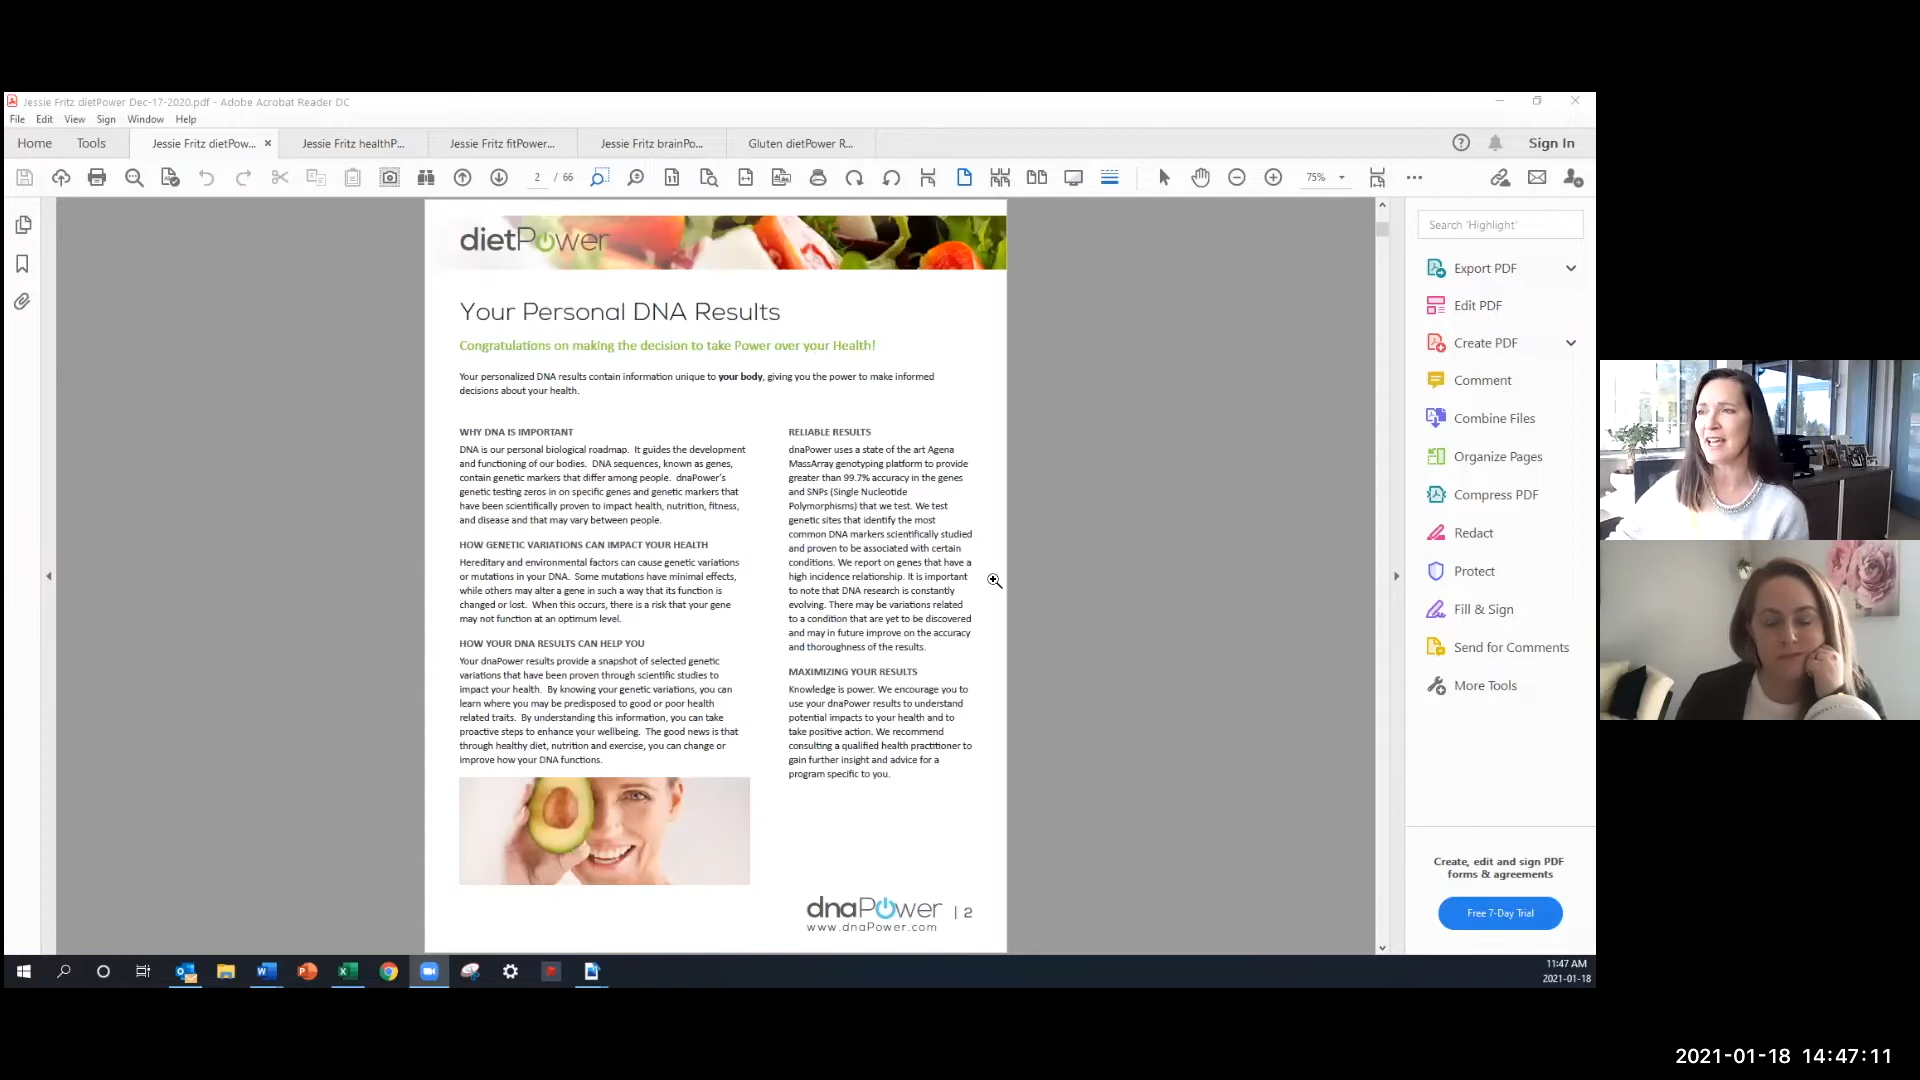 Jessie Fritz dietPower Dec-17-2020.pdf - Adobe Acrobat Reader DC
File Edit View Sign Window Help
Home Tools Jessie Fritz dietPow... × Jessie Fritz healthP... Jessie Fritz fitPower... Jessie Fritz brainPo... Gluten dietPower R... Sign In
2 / 66 75%
dietPower
Your Personal DNA Results
Congratulations on making the decision to take Power over your Health!
Your personalized DNA results contain information unique to your body, giving you the power to make informed
decisions about your health.
WHY DNA IS IMPORTANT
DNA is our personal biological roadmap. It guides the development
and functioning of our bodies. DNA sequences, known as genes,
contain genetic markers that differ among people. dnaPower's
genetic testing zeros in on specific genes and genetic markers that
have been scientifically proven to impact health, nutrition, fitness,
and disease and that may vary between people.
HOW GENETIC VARIATIONS CAN IMPACT YOUR HEALTH
Hereditary and environmental factors can cause genetic variations
or mutations in your DNA. Some mutations have minimal effects,
while others may alter a gene in such a way that its function is
changed or lost. When this occurs, there is a risk that your gene
may not function at an optimum level.
HOW YOUR DNA RESULTS CAN HELP YOU
Your dnaPower results provide a snapshot of selected genetic
variations that have been proven through scientific studies to
impact your health. By knowing your genetic variations, you can
learn where you may be predisposed to good or poor health
related traits. By understanding this information, you can take
proactive steps to enhance your wellbeing. The good news is that
through healthy diet, nutrition and exercise, you can change or
improve how your DNA functions.
RELIABLE RESULTS
dnaPower uses a state of the art Agena
MassArray genotyping platform to provide
greater than 99.7% accuracy in the genes
and SNPs (Single Nucleotide
Polymorphisms) that we test. We test
genetic sites that identify the most
common DNA markers scientifically studied
and proven to be associated with certain
conditions. We report on genes that have a
high incidence relationship. It is important
to note that DNA research is constantly
evolving. There may be variations related
to a condition that are yet to be discovered
and may in future improve on the accuracy
and thoroughness of the results.
MAXIMIZING YOUR RESULTS
Knowledge is power. We encourage you to
use your dnaPower results to understand
potential impacts to your health and to
take positive action. We recommend
consulting a qualified health practitioner to
gain further insight and advice for a
program specific to you.
dnaPower | 2
www.dnaPower.com
Search 'Highlight'
Export PDF
Edit PDF
Create PDF
Comment
Combine Files
Organize Pages
Compress PDF
Redact
Protect
Fill & Sign
Send for Comments
More Tools
Create, edit and sign PDF
forms & agreements
Free 7-Day Trial
11:47 AM
2021-01-18
2021-01-18 14:47:11